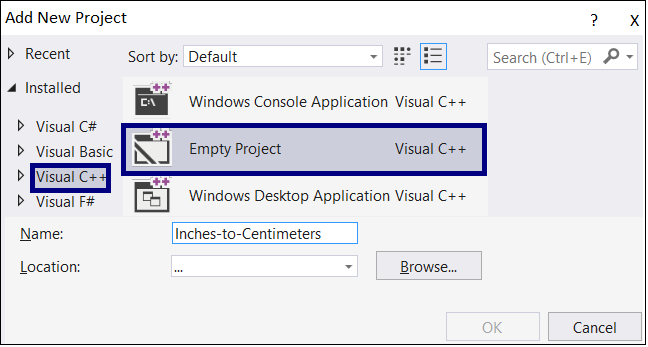 Add New Project ? X
Recent Sort by: Default Search (Ctrl+E)
Installed
C:\ Windows Console Application Visual C++
Visual C#
Visual Basic Empty Project Visual C++
Visual C++
Visual F# Windows Desktop Application Visual C++
Name: Inches-to-Centimeters
Location: ... Browse...
OK Cancel